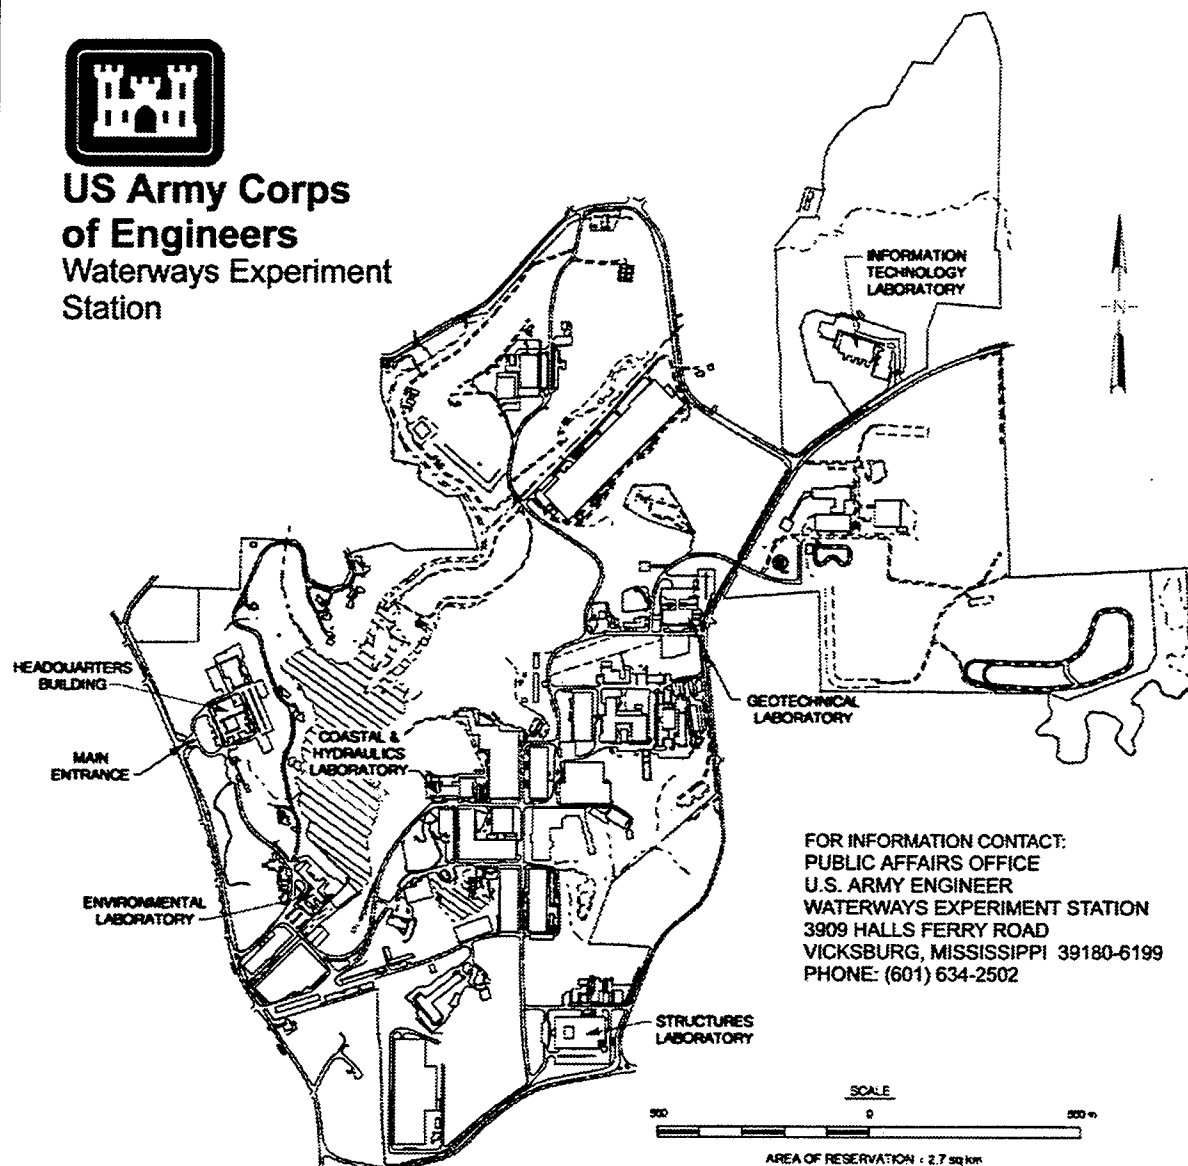 US Army Corps
of Engineers
Waterways Experiment
Station
INFORMATION
TECHNOLOGY
LABORATORY
N
HEADQUARTERS
BUILDING
MAIN
ENTRANCE
COASTAL &
HYDRAULICS
LABORATORY
GEOTECHNICAL
LABORATORY
ENVIRONMENTAL
LABORATORY
STRUCTURES
LABORATORY
FOR INFORMATION CONTACT:
PUBLIC AFFAIRS OFFICE
U.S. ARMY ENGINEER
WATERWAYS EXPERIMENT STATION
3909 HALLS FERRY ROAD
VICKSBURG, MISSISSIPPI 39180-6199
PHONE: (601) 634-2502
SCALE
500 0 500 m
AREA OF RESERVATION : 2.7 sq km